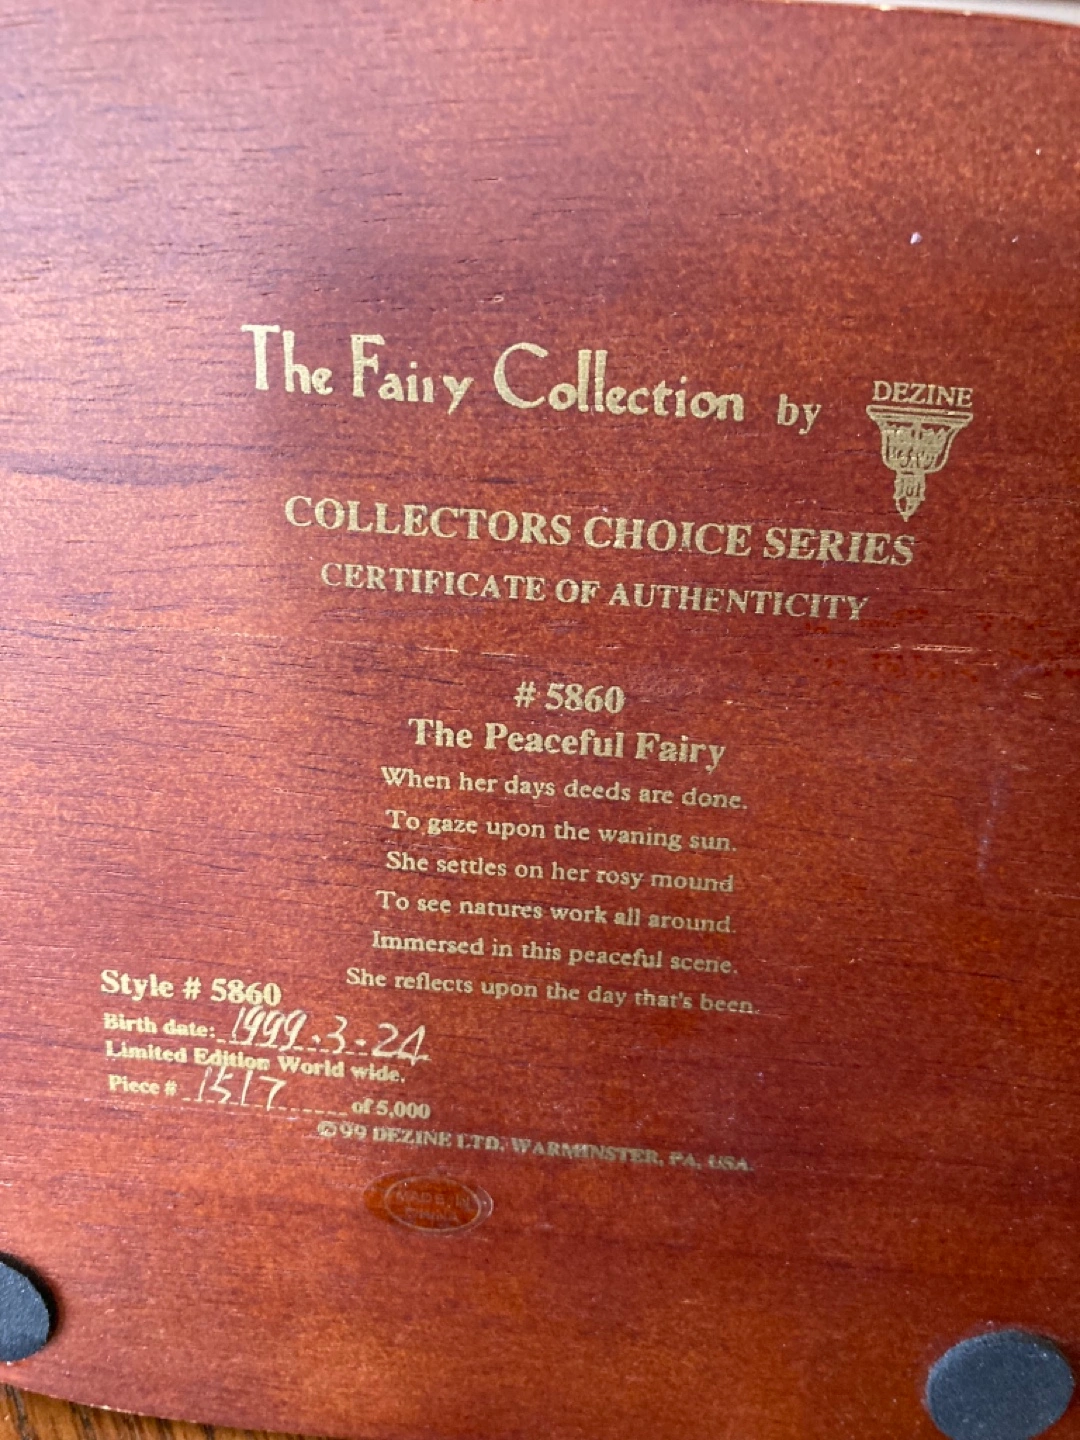 The Fairy Collection by DEZINE
COLLECTORS CHOICE SERIES
CERTIFICATE OF AUTHENTICITY
# 5860
The Peaceful Fairy
When her days deeds are done.
To gaze upon the waning sun.
She settles on her rosy mound
To see natures work all around.
Immersed in this peaceful scene.
She reflects upon the day that's been.
Style # 5860
Birth date: 1999.3.24
Limited Edition World wide.
Piece # 1517 of 5,000
©99 DEZINE LTD, WARMINSTER, PA, USA
MADE IN
CHINA